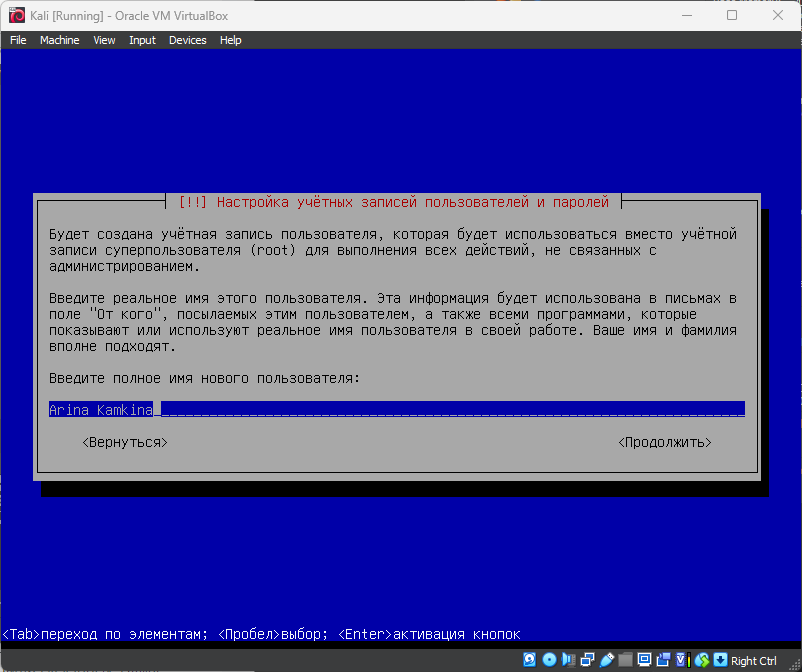 Kali [Running] - Oracle VM VirtualBox
File Machine View Input Devices Help
[!!] Настройка учётных записей пользователей и паролей
Будет создана учётная запись пользователя, которая будет использоваться вместо учётной
записи суперпользователя (root) для выполнения всех действий, не связанных с
администрированием.
Введите реальное имя этого пользователя. Эта информация будет использована в письмах в
поле "От кого", посылаемых этим пользователем, а также всеми программами, которые
показывают или используют реальное имя пользователя в своей работе. Ваше имя и фамилия
вполне подходят.
Введите полное имя нового пользователя:
Arina Kamkina
<Вернуться> <Продолжить>
<Tab>переход по элементам; <Пробел>выбор; <Enter>активация кнопок
Right Ctrl